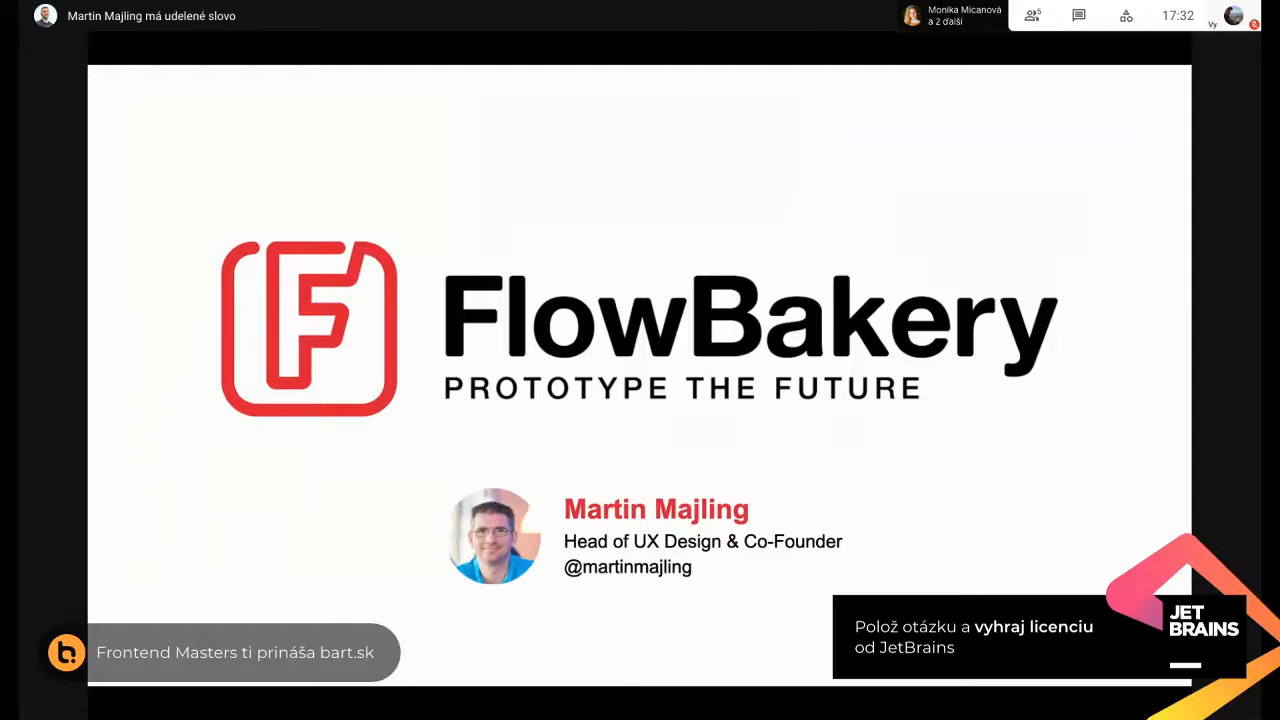 Martin Majling má udelené slovo
Monika Micanová
a 2 ďalší
5
17:32
Vy
F
FlowBakery
PROTOTYPE THE FUTURE
Martin Majling
Head of UX Design & Co-Founder
@martinmajling
Polož otázku a vyhraj licenciu
od JetBrains
JET
BRAINS
b.
Frontend Masters ti prináša bart.sk